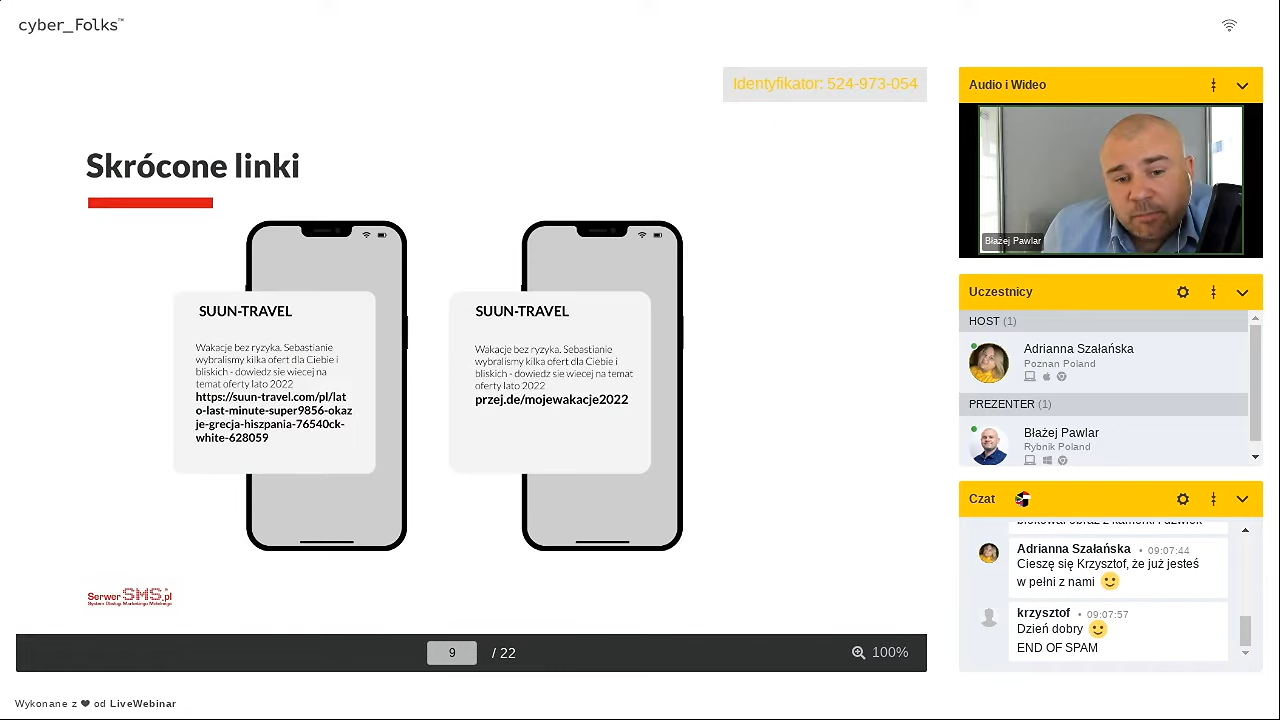 cyber_Folks™
Identyfikator: 524-973-054
Skrócone linki
SUUN-TRAVEL
Wakacje bez ryzyka. Sebastianie
wybralismy kilka ofert dla Ciebie i
bliskich - dowiedz sie wiecej na
temat oferty lato 2022
https://suun-travel.com/pl/lat
o-last-minute-super9856-okaz
je-grecja-hiszpania-76540ck-
white-628059
SUUN-TRAVEL
Wakacje bez ryzyka. Sebastianie
wybralismy kilka ofert dla Ciebie i
bliskich - dowiedz sie wiecej na temat
oferty lato 2022
przej.de/mojewakacje2022
SerwerSMS.pl
System Obsługi Marketingu Mobilnego
9 / 22
100%
Wykonane z ❤ od LiveWebinar
Audio i Wideo
Błażej Pawlar
Uczestnicy
HOST (1)
Adrianna Szałańska
Poznan Poland
PREZENTER (1)
Błażej Pawlar
Rybnik Poland
Czat
Adrianna Szałańska • 09:07:44
Cieszę się Krzysztof, że już jesteś
w pełni z nami 🙂
krzysztof • 09:07:57
Dzień dobry 🙂
END OF SPAM